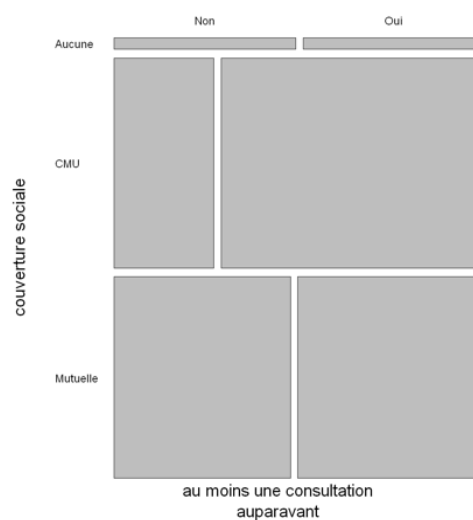 Non Oui
Aucune
CMU
couverture sociale
Mutuelle
au moins une consultation
auparavant